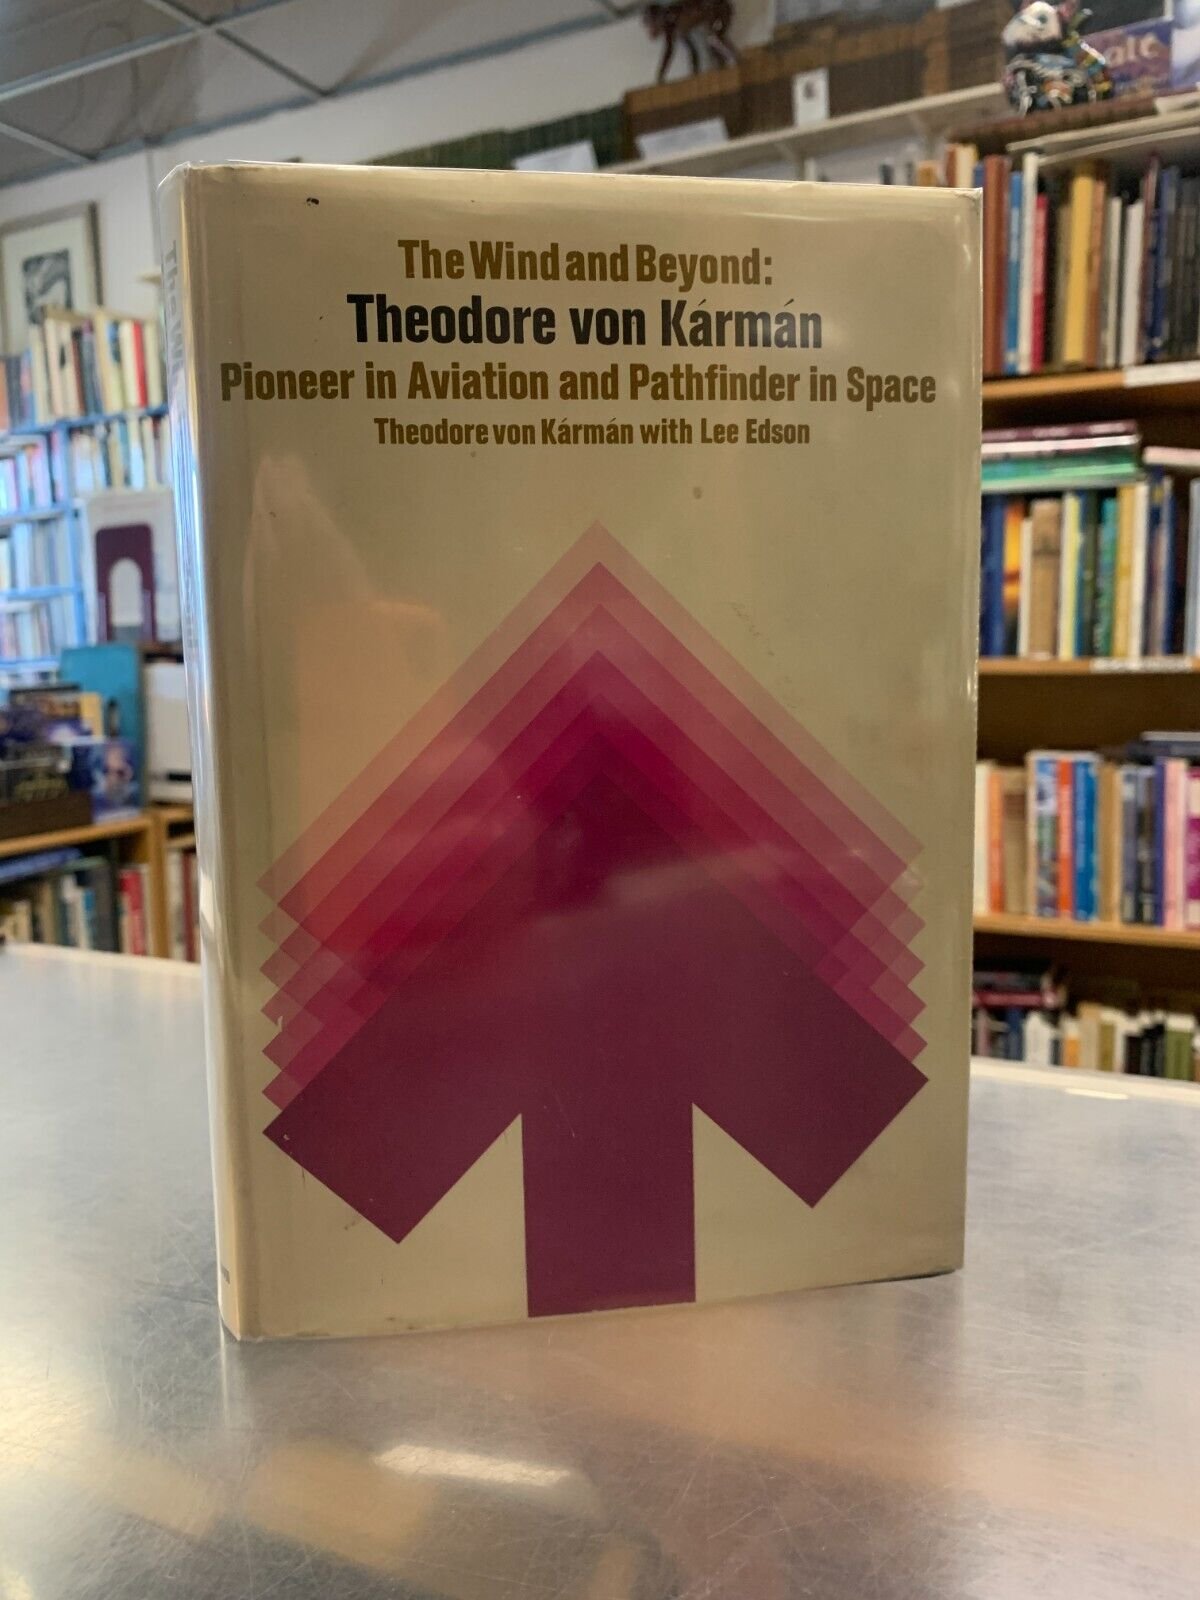 The Wind and Beyond:
Theodore von Kármán
Pioneer in Aviation and Pathfinder in Space
Theodore von Kármán with Lee Edson